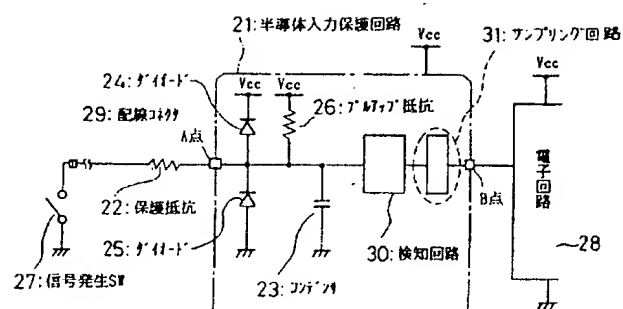 21:半導体入力保護回路
31:サンプリング回路
Vcc
24:ダイオード
Vcc
Vcc
Vcc
29:配線コネクタ
26:プルアップ抵抗
A点
B点
電子回路
22:保護抵抗
25:ダイオード
30:検知回路
28
27:信号発生SW
23:コンデンサ